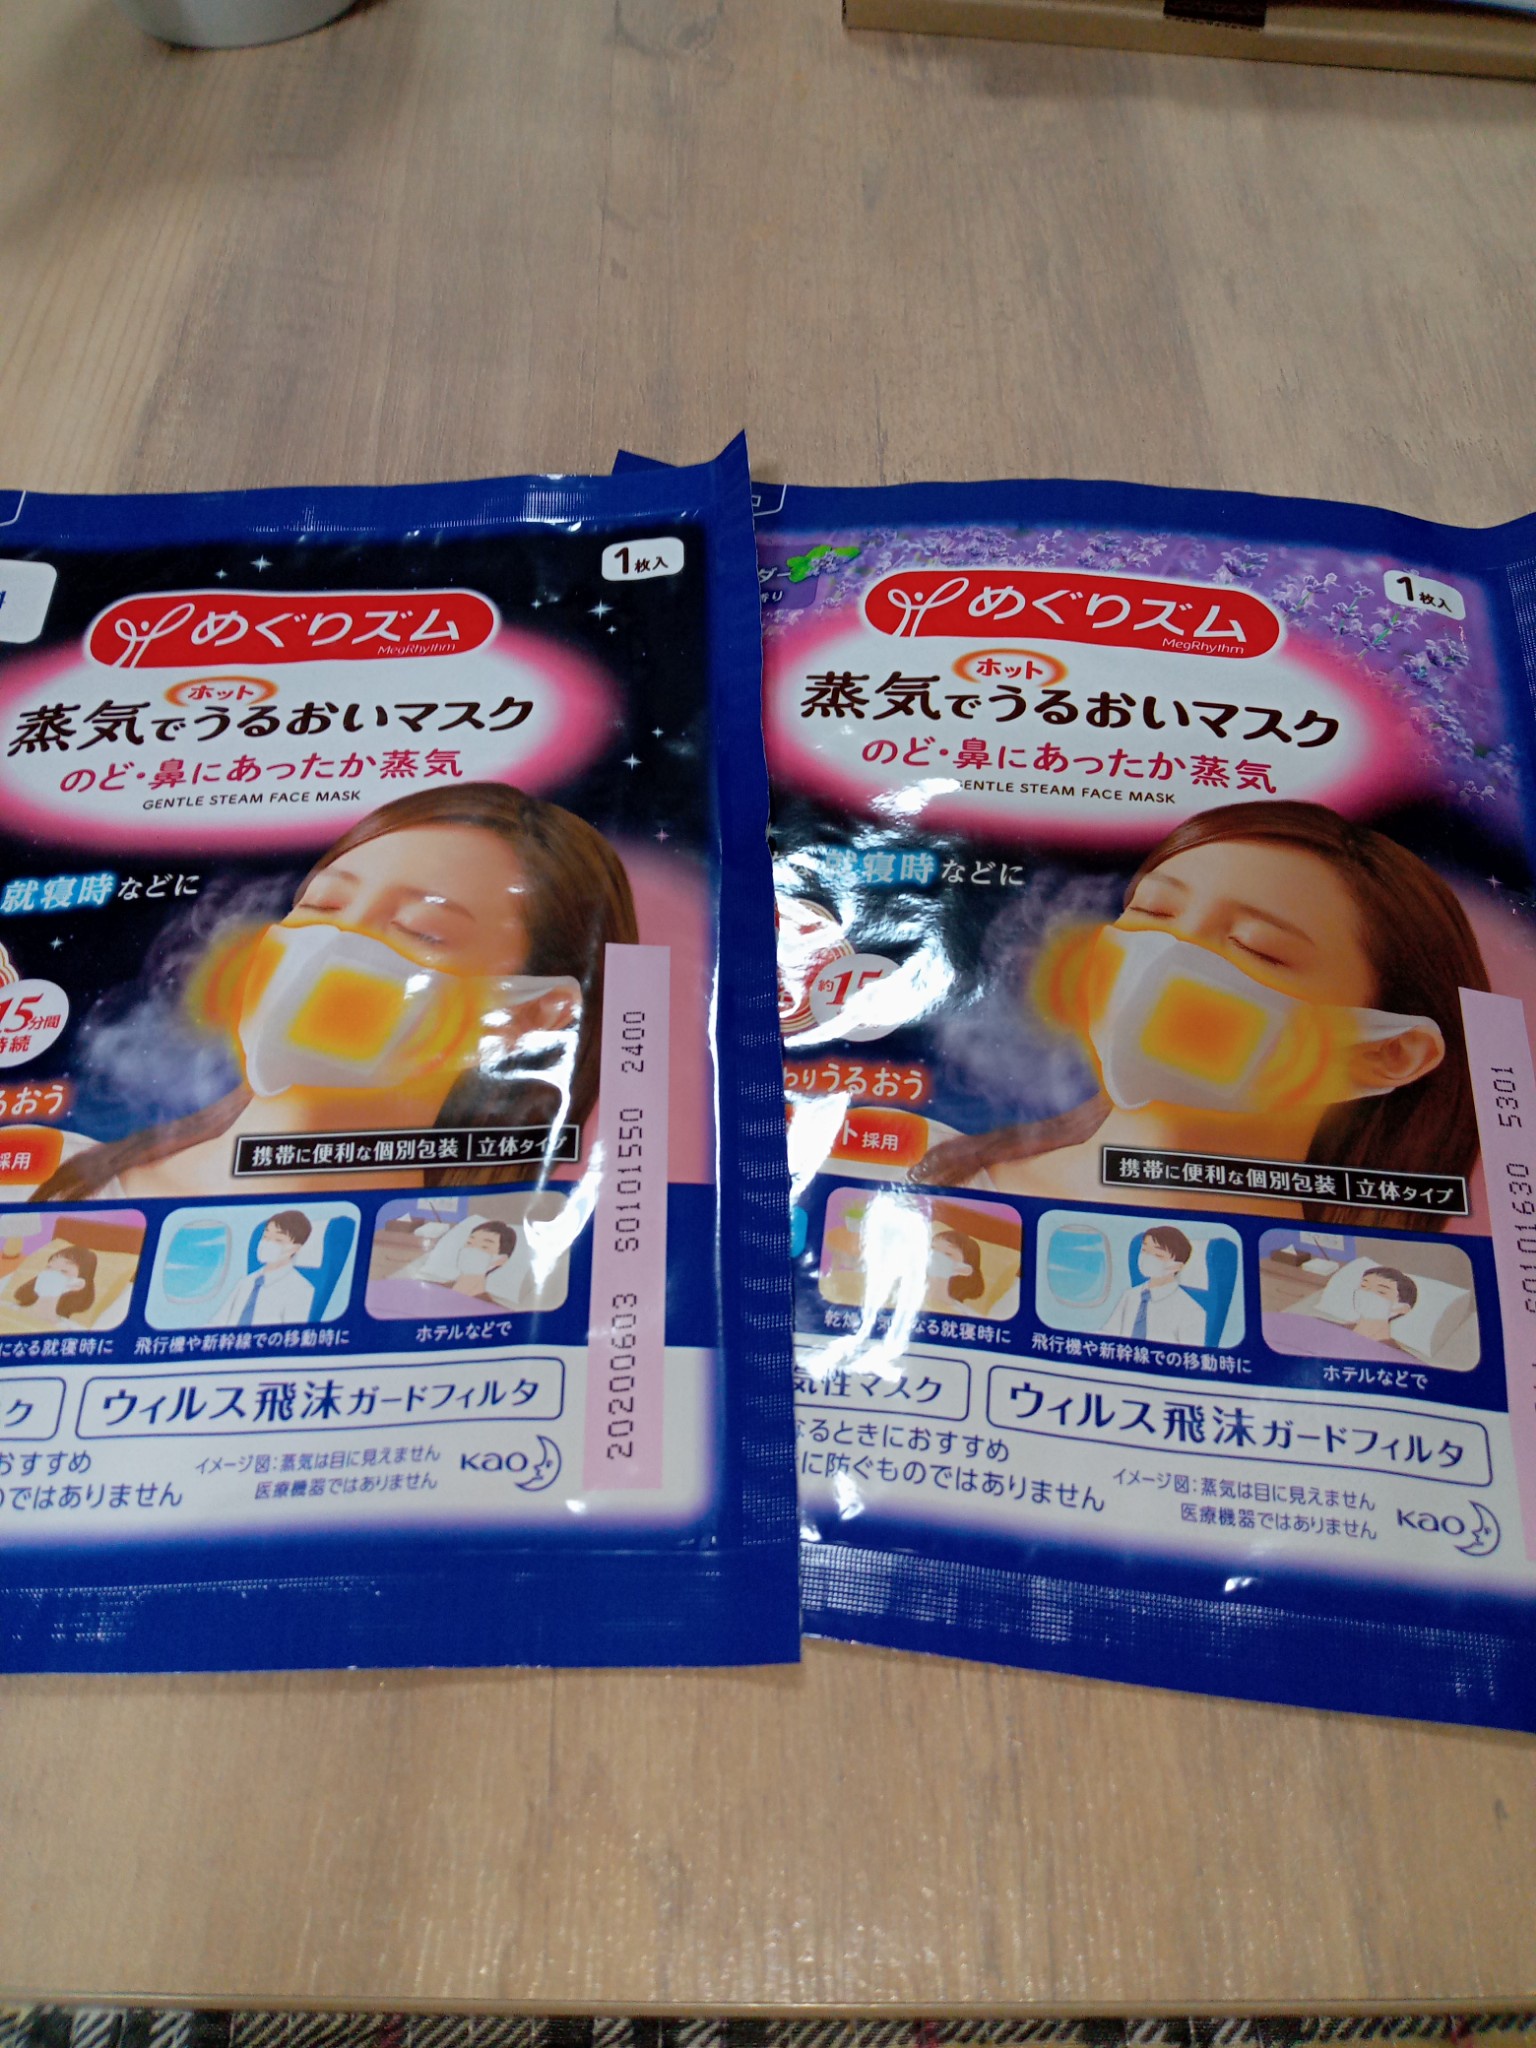 1枚入
めぐりズム
MegRhythm
ホット
蒸気でうるおいマスク
のど・鼻にあったか蒸気
GENTLE STEAM FACE MASK
就寝時などに
15分間
持続
るおう
採用
携帯に便利な個別包装 立体タイプ
になる就寝時に
飛行機や新幹線での移動時に
ホテルなどで
ク
ウィルス飛沫ガードフィルタ
おすすめ
のではありません
イメージ図:蒸気は目に見えません
医療機器ではありません
Kao
20200603 S0101550 2400
ダー
香り
1枚入
めぐりズム
MegRhythm
ホット
蒸気でうるおいマスク
のど・鼻にあったか蒸気
GENTLE STEAM FACE MASK
就寝時などに
約15
わりうるおう
ト採用
携帯に便利な個別包装 立体タイプ
なる就寝時に
飛行機や新幹線での移動時に
ホテルなどで
気性マスク
ウィルス飛沫ガードフィルタ
なるときにおすすめ
に防ぐものではありません
イメージ図:蒸気は目に見えません
医療機器ではありません
Kao
0101630 5301